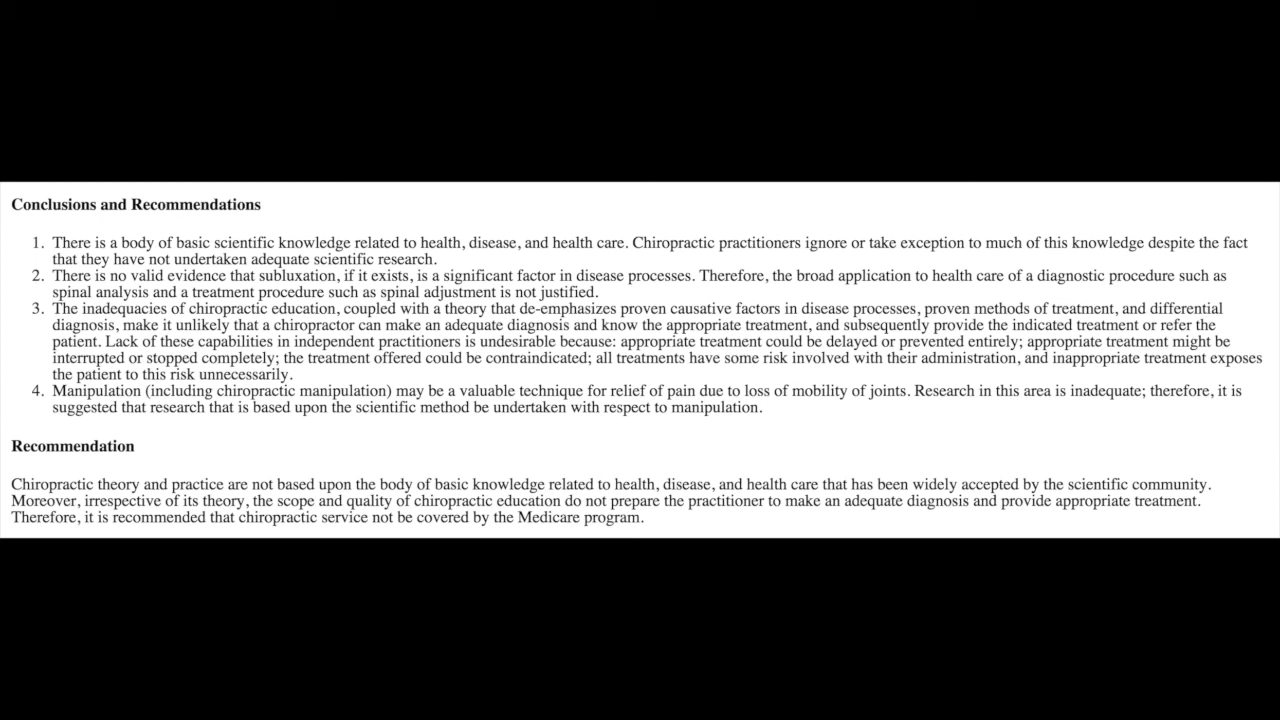 Conclusions and Recommendations
1. There is a body of basic scientific knowledge related to health, disease, and health care. Chiropractic practitioners ignore or take exception to much of this knowledge despite the fact
that they have not undertaken adequate scientific research.
2. There is no valid evidence that subluxation, if it exists, is a significant factor in disease processes. Therefore, the broad application to health care of a diagnostic procedure such as
spinal analysis and a treatment procedure such as spinal adjustment is not justified.
3. The inadequacies of chiropractic education, coupled with a theory that de-emphasizes proven causative factors in disease processes, proven methods of treatment, and differential
diagnosis, make it unlikely that a chiropractor can make an adequate diagnosis and know the appropriate treatment, and subsequently provide the indicated treatment or refer the
patient. Lack of these capabilities in independent practitioners is undesirable because: appropriate treatment could be delayed or prevented entirely; appropriate treatment might be
interrupted or stopped completely; the treatment offered could be contraindicated; all treatments have some risk involved with their administration, and inappropriate treatment exposes
the patient to this risk unnecessarily.
4. Manipulation (including chiropractic manipulation) may be a valuable technique for relief of pain due to loss of mobility of joints. Research in this area is inadequate; therefore, it is
suggested that research that is based upon the scientific method be undertaken with respect to manipulation.
Recommendation
Chiropractic theory and practice are not based upon the body of basic knowledge related to health, disease, and health care that has been widely accepted by the scientific community.
Moreover, irrespective of its theory, the scope and quality of chiropractic education do not prepare the practitioner to make an adequate diagnosis and provide appropriate treatment.
Therefore, it is recommended that chiropractic service not be covered by the Medicare program.